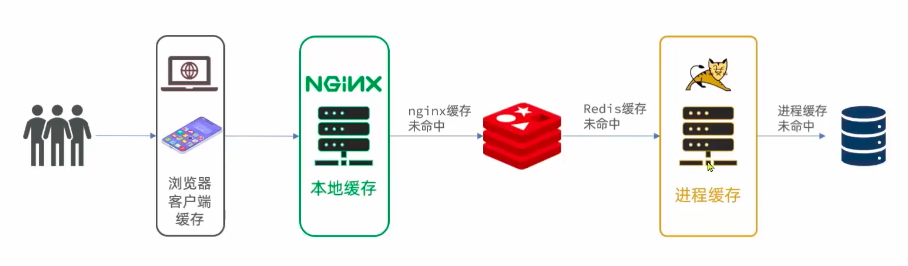 浏览器
客户端
缓存
NGINX
本地缓存
nginx缓存
未命中
Redis缓存
未命中
进程缓存
进程缓存
未命中